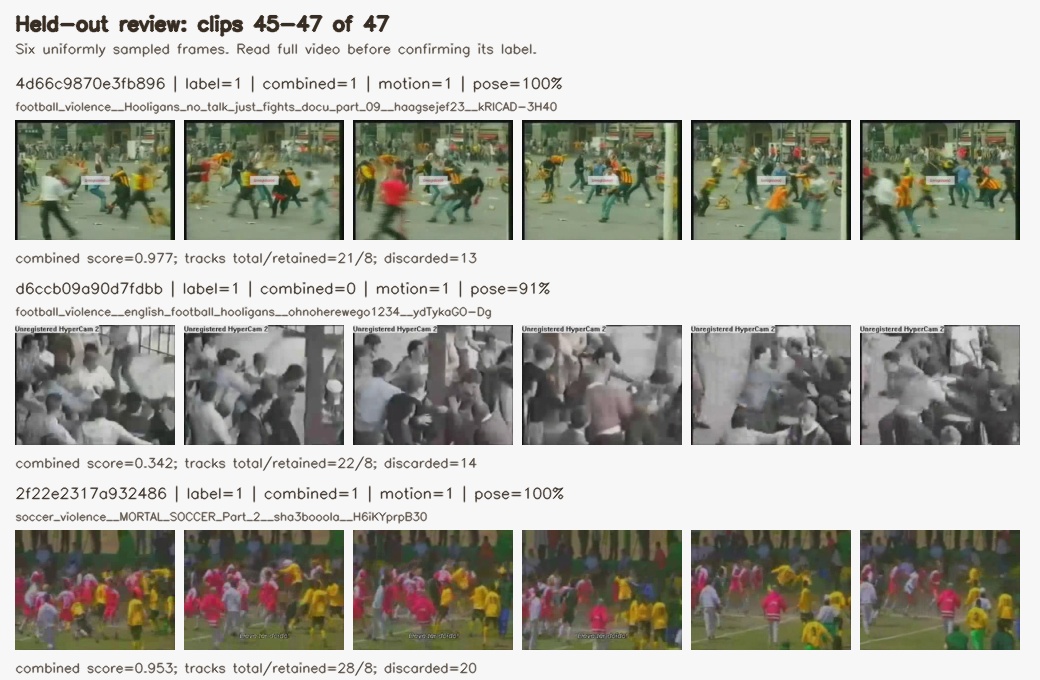 Held-out review: clips 45-47 of 47
Six uniformly sampled frames. Read full video before confirming its label.
4d66c9870e3fb896 | label=1 | combined=1 | motion=1 | pose=100%
football_violence__Hooligans_no_talk_just_fights_docu_part_09__haagsejef23__kRICAD-3H40
combined score=0.977; tracks total/retained=21/8; discarded=13
d6ccb09a90d7fdbb | label=1 | combined=0 | motion=1 | pose=91%
football_violence__english_football_hooligans__ohnoherewego1234__ydTykaGO-Dg
Unregistered HyperCam 2 Unregistered HyperCam 2 Unregistered HyperCam 2 Unregistered HyperCam 2 Unregistered HyperCam 2 Unregistered HyperCam 2
combined score=0.342; tracks total/retained=22/8; discarded=14
2f22e2317a932486 | label=1 | combined=1 | motion=1 | pose=100%
soccer_violence__MORTAL_SOCCER_Part_2__sha3booola__H6iKYprpB30
combined score=0.953; tracks total/retained=28/8; discarded=20